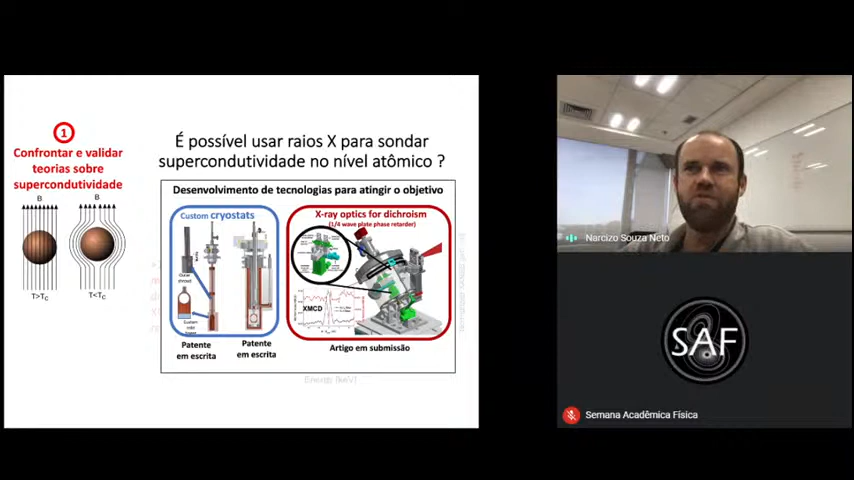 1
Confrontar e validar
teorias sobre
supercondutividade
B
B
T>Tc
T<Tc
É possível usar raios X para sondar
supercondutividade no nível atômico ?
Desenvolvimento de tecnologias para atingir o objetivo
Custom cryostats
X-ray optics for dichroism
(1/4 wave plate phase retarder)
XMCD
Patente
em escrita
Patente
em escrita
Artigo em submissão
Energy (keV)
Narcizo Souza Neto
SAF
Semana Acadêmica Física